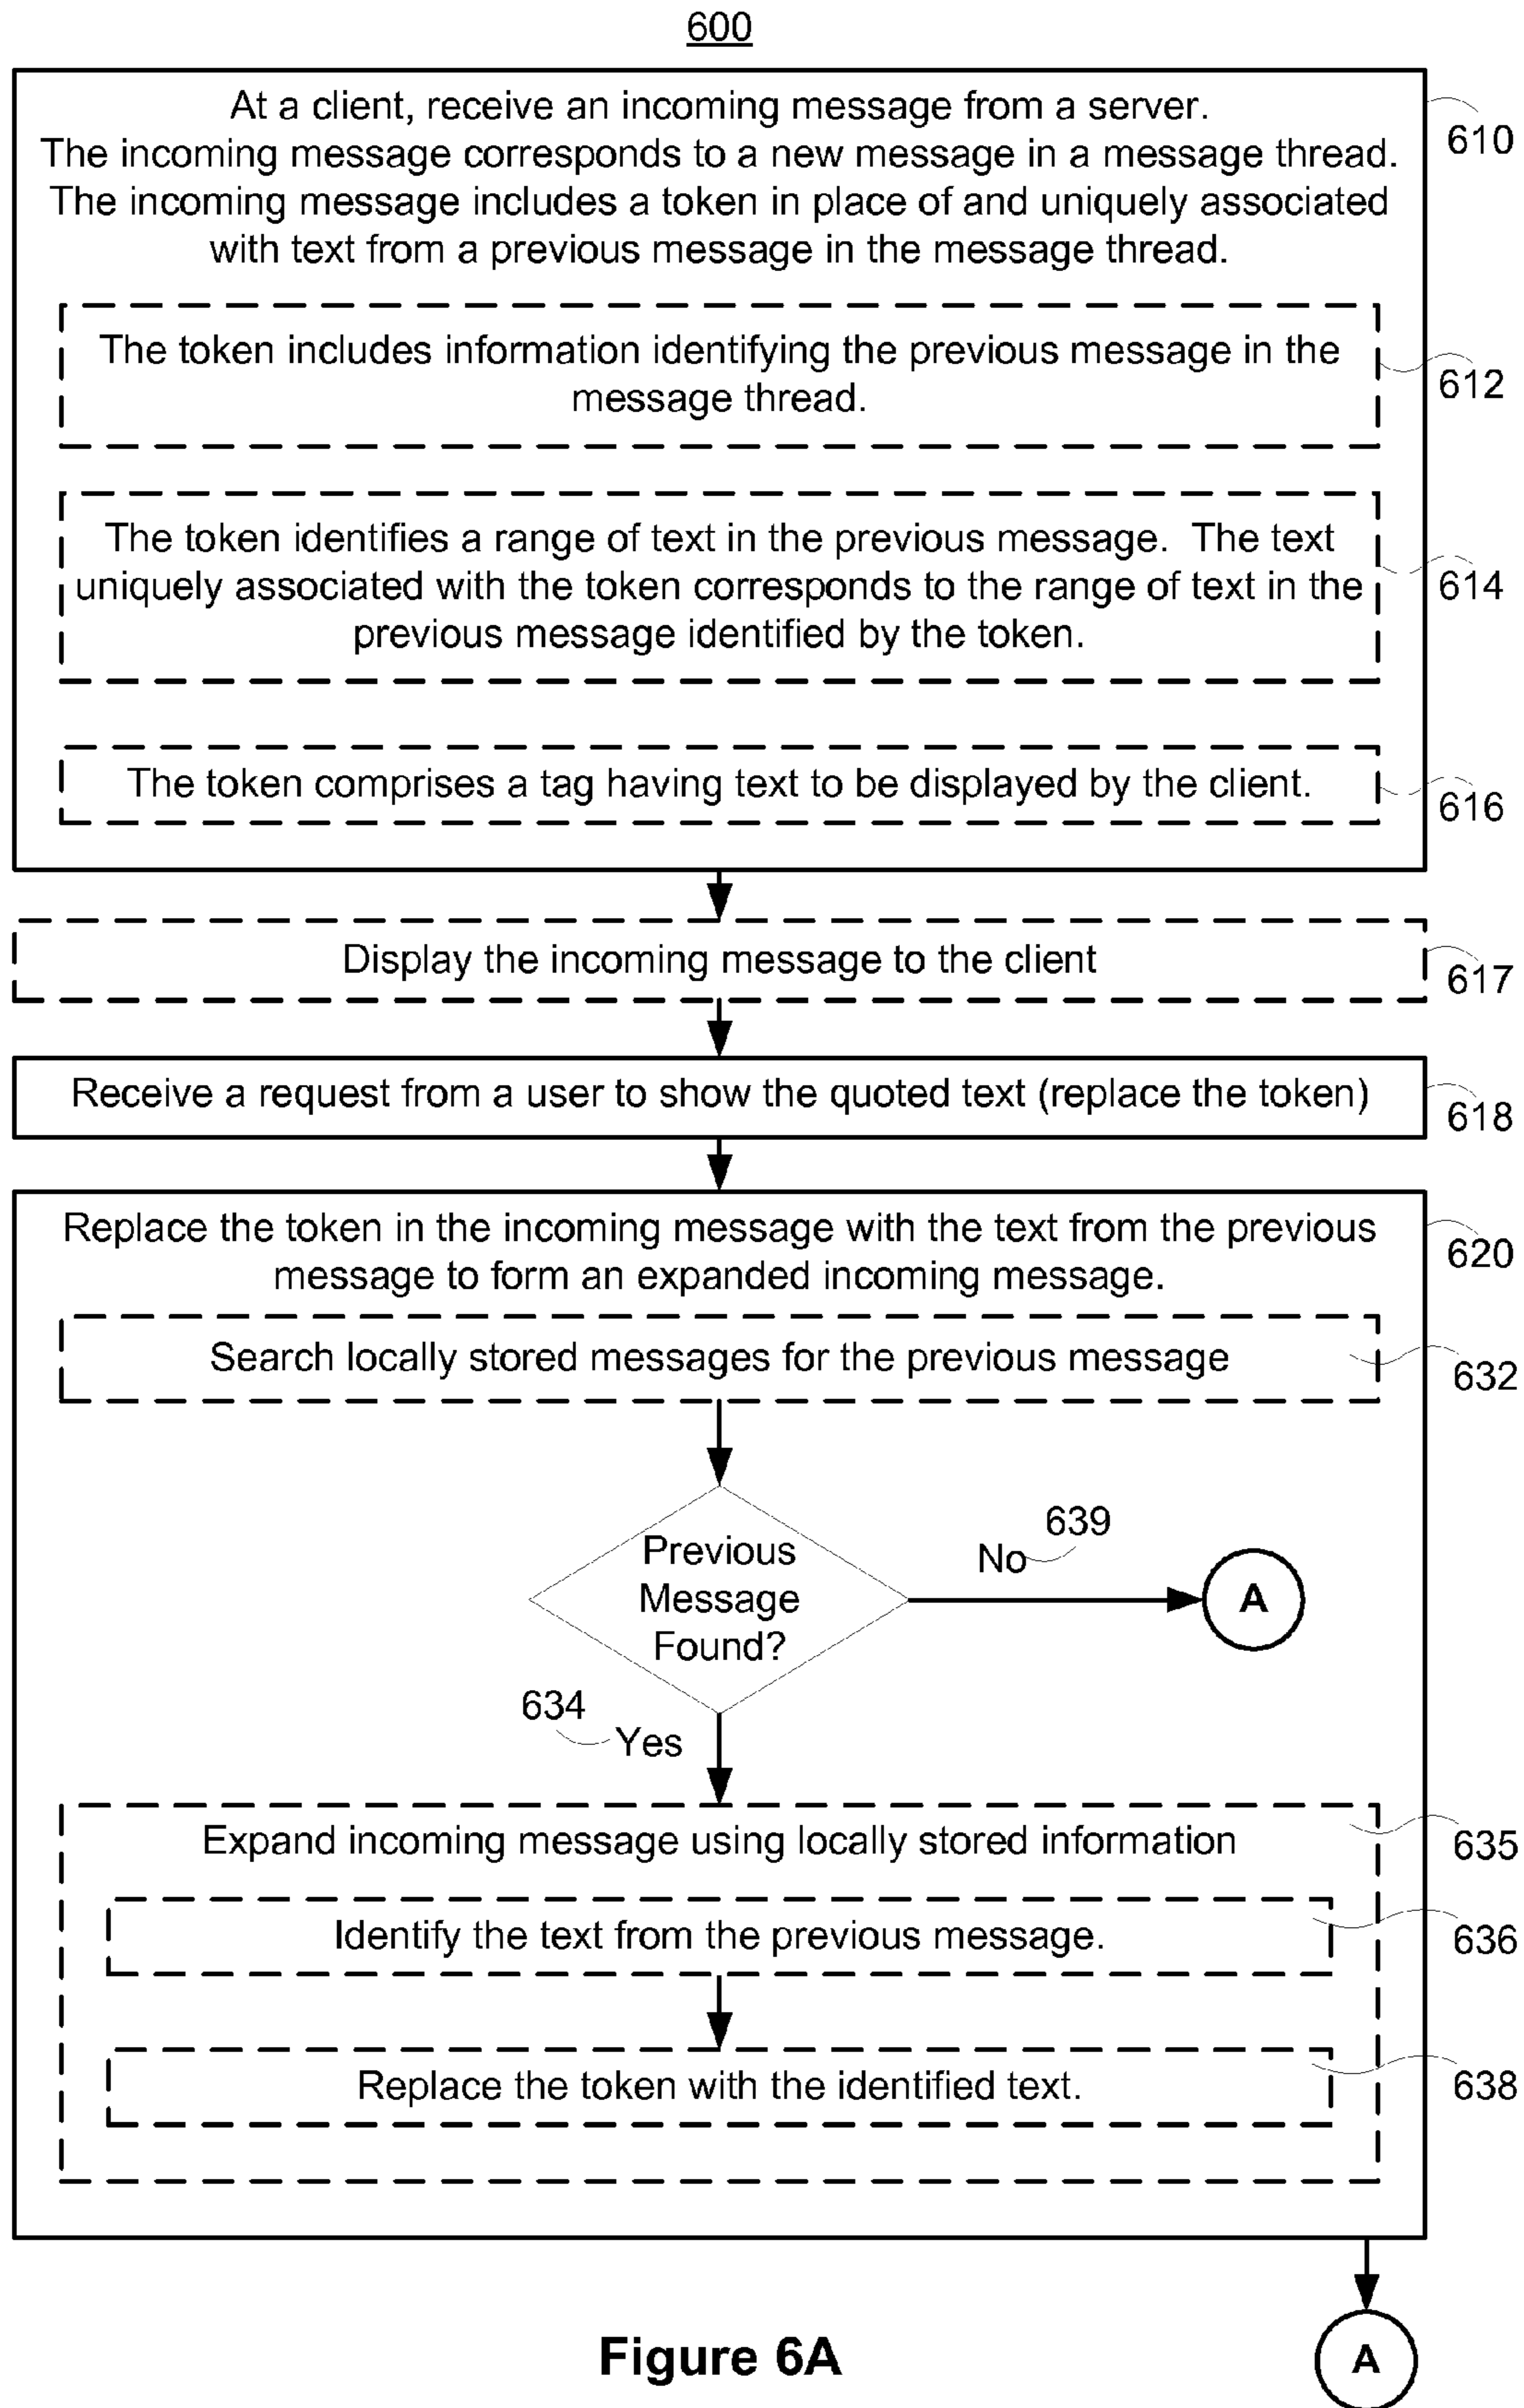 600
At a client, receive an incoming message from a server.
The incoming message corresponds to a new message in a message thread.
The incoming message includes a token in place of and uniquely associated
with text from a previous message in the message thread.
610
The token includes information identifying the previous message in the
message thread.
612
The token identifies a range of text in the previous message. The text
uniquely associated with the token corresponds to the range of text in the
previous message identified by the token.
614
The token comprises a tag having text to be displayed by the client.
616
Display the incoming message to the client
617
Receive a request from a user to show the quoted text (replace the token)
618
Replace the token in the incoming message with the text from the previous
message to form an expanded incoming message.
620
Search locally stored messages for the previous message
632
Previous
Message
Found?
No
639
A
634
Yes
Expand incoming message using locally stored information
635
Identify the text from the previous message.
636
Replace the token with the identified text.
638
Figure 6A
A